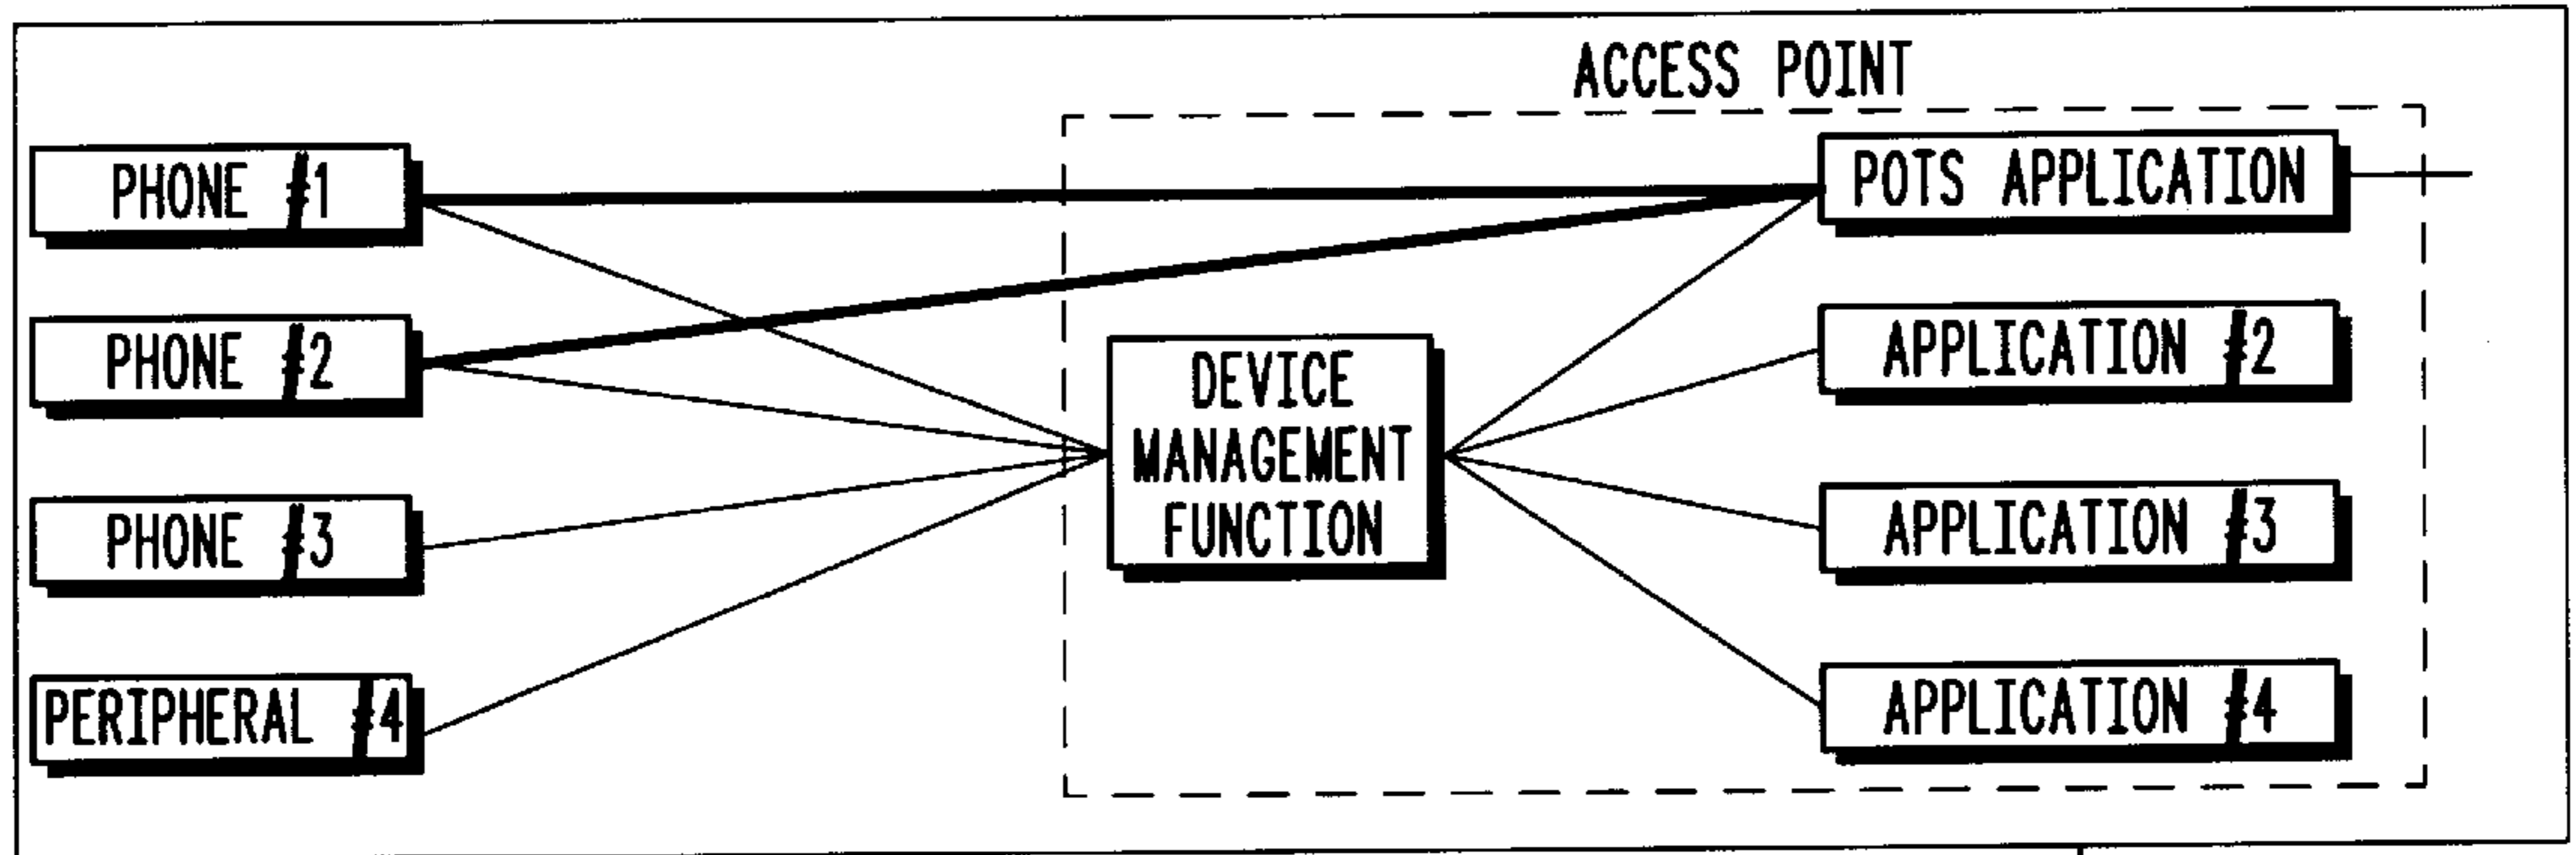 ACCESS POINT
PHONE #1
POTS APPLICATION
PHONE #2
APPLICATION #2
DEVICE
MANAGEMENT
FUNCTION
PHONE #3
APPLICATION #3
PERIPHERAL #4
APPLICATION #4